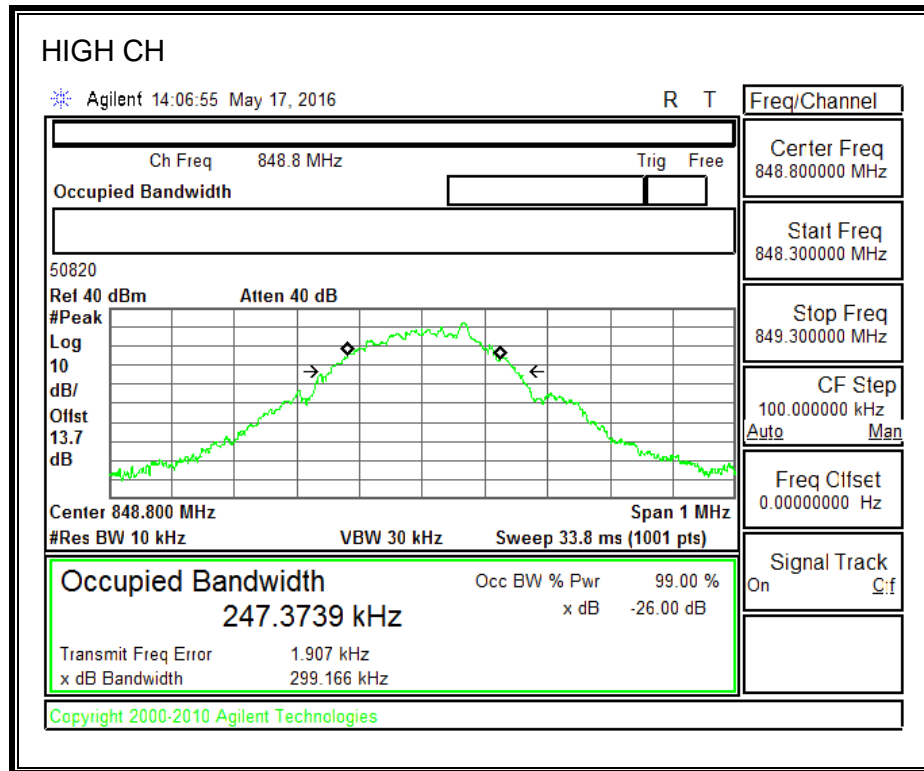 HIGH CH
Agilent 14:06:55 May 17, 2016 R T
Freq/Channel
Ch Freq 848.8 MHz Trig Free
Occupied Bandwidth
Center Freq
848.800000 MHz
Start Freq
848.300000 MHz
Stop Freq
849.300000 MHz
CF Step
100.000000 kHz
Auto Man
Freq Offset
0.00000000 Hz
Signal Track
On Off
50820
Ref 40 dBm Atten 40 dB
#Peak
Log
10
dB/
Offst
13.7
dB
Center 848.800 MHz Span 1 MHz
#Res BW 10 kHz VBW 30 kHz Sweep 33.8 ms (1001 pts)
Occupied Bandwidth
247.3739 kHz
Occ BW % Pwr 99.00 %
x dB -26.00 dB
Transmit Freq Error 1.907 kHz
x dB Bandwidth 299.166 kHz
Copyright 2000-2010 Agilent Technologies